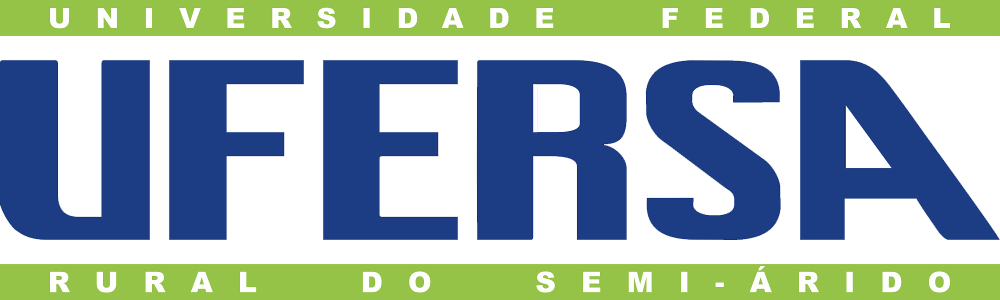 UNIVERSIDADE FEDERAL
UFERSA
RURAL DO SEMI-ÁRIDO